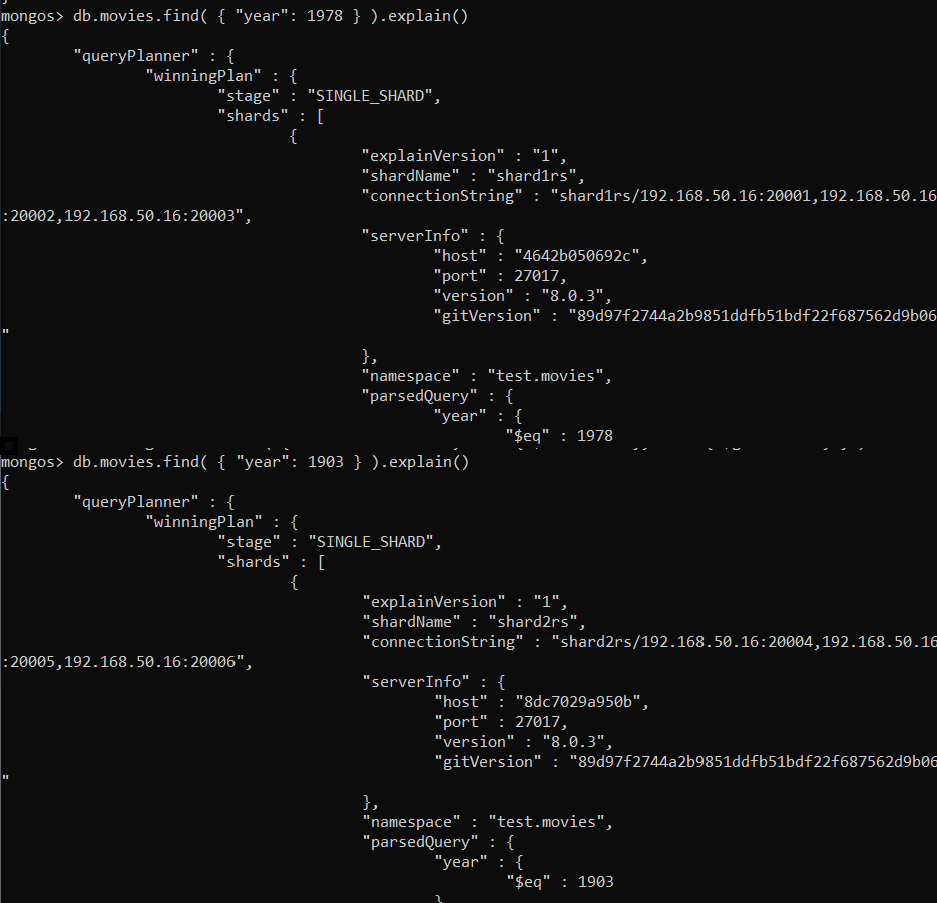 mongos> db.movies.find( { "year": 1978 } ).explain()
{
"queryPlanner" : {
"winningPlan" : {
"stage" : "SINGLE_SHARD",
"shards" : [
{
"explainVersion" : "1",
"shardName" : "shard1rs",
"connectionString" : "shard1rs/192.168.50.16:20001,192.168.50.16
:20002,192.168.50.16:20003",
"serverInfo" : {
"host" : "4642b050692c",
"port" : 27017,
"version" : "8.0.3",
"gitVersion" : "89d97f2744a2b9851ddfb51bdf22f687562d9b06
"
},
"namespace" : "test.movies",
"parsedQuery" : {
"year" : {
"$eq" : 1978
mongos> db.movies.find( { "year": 1903 } ).explain()
{
"queryPlanner" : {
"winningPlan" : {
"stage" : "SINGLE_SHARD",
"shards" : [
{
"explainVersion" : "1",
"shardName" : "shard2rs",
"connectionString" : "shard2rs/192.168.50.16:20004,192.168.50.16
:20005,192.168.50.16:20006",
"serverInfo" : {
"host" : "8dc7029a950b",
"port" : 27017,
"version" : "8.0.3",
"gitVersion" : "89d97f2744a2b9851ddfb51bdf22f687562d9b06
"
},
"namespace" : "test.movies",
"parsedQuery" : {
"year" : {
"$eq" : 1903
}